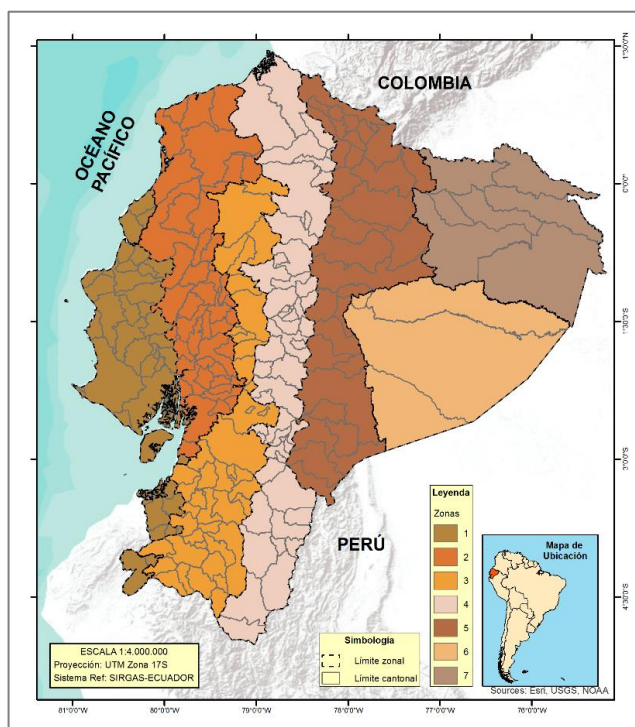 1°30'0"N
COLOMBIA
OCÉANO
PACÍFICO
0°0'0"
1°30'0"S
3°0'0"S
Leyenda
Zonas
1
2
3
4
5
6
7
PERÚ
Mapa de
Ubicación
4°30'0"S
Simbología
Límite zonal
Límite cantonal
ESCALA 1:4.000.000
Proyección: UTM Zona 17S
Sistema Ref: SIRGAS-ECUADOR
Sources: Esri, USGS, NOAA
81°0'0"W
80°0'0"W
79°0'0"W
78°0'0"W
77°0'0"W
76°0'0"W